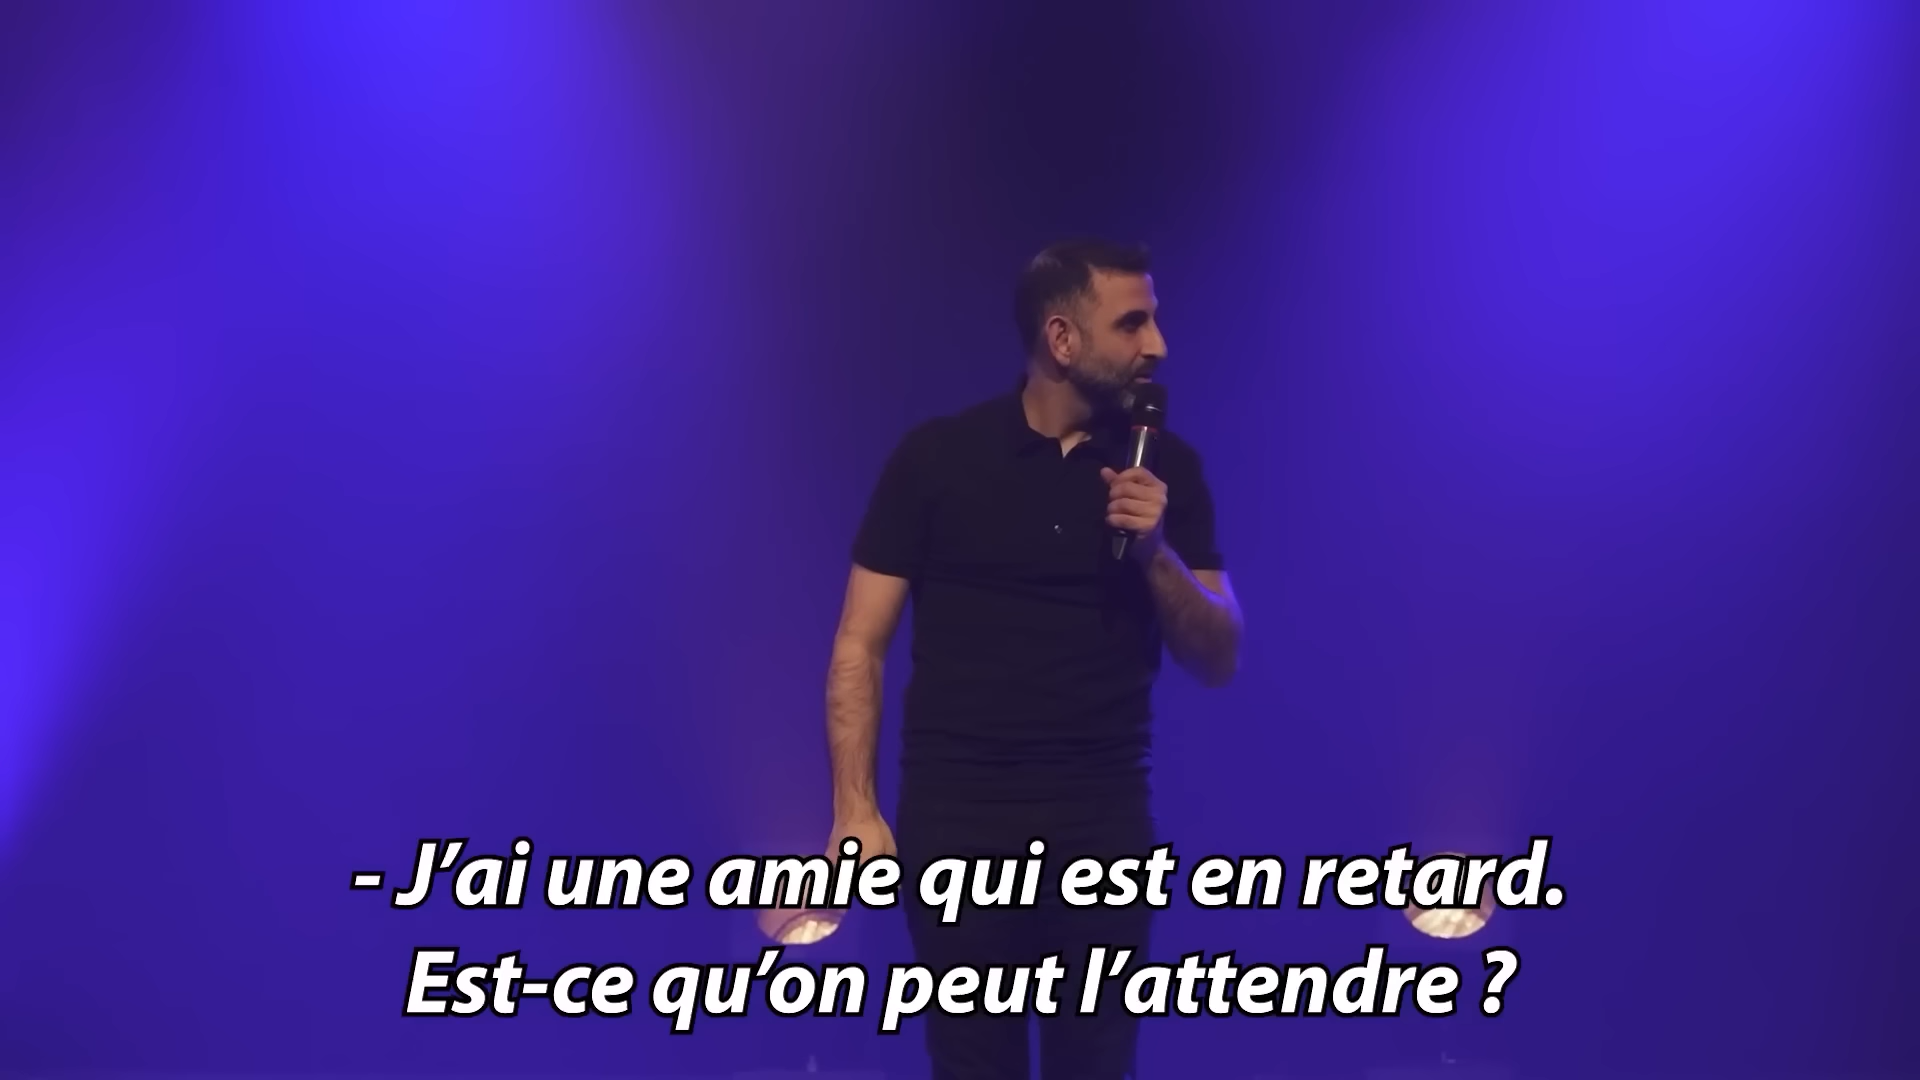 - J’ai une amie qui est en retard.
Est-ce qu’on peut l’attendre ?